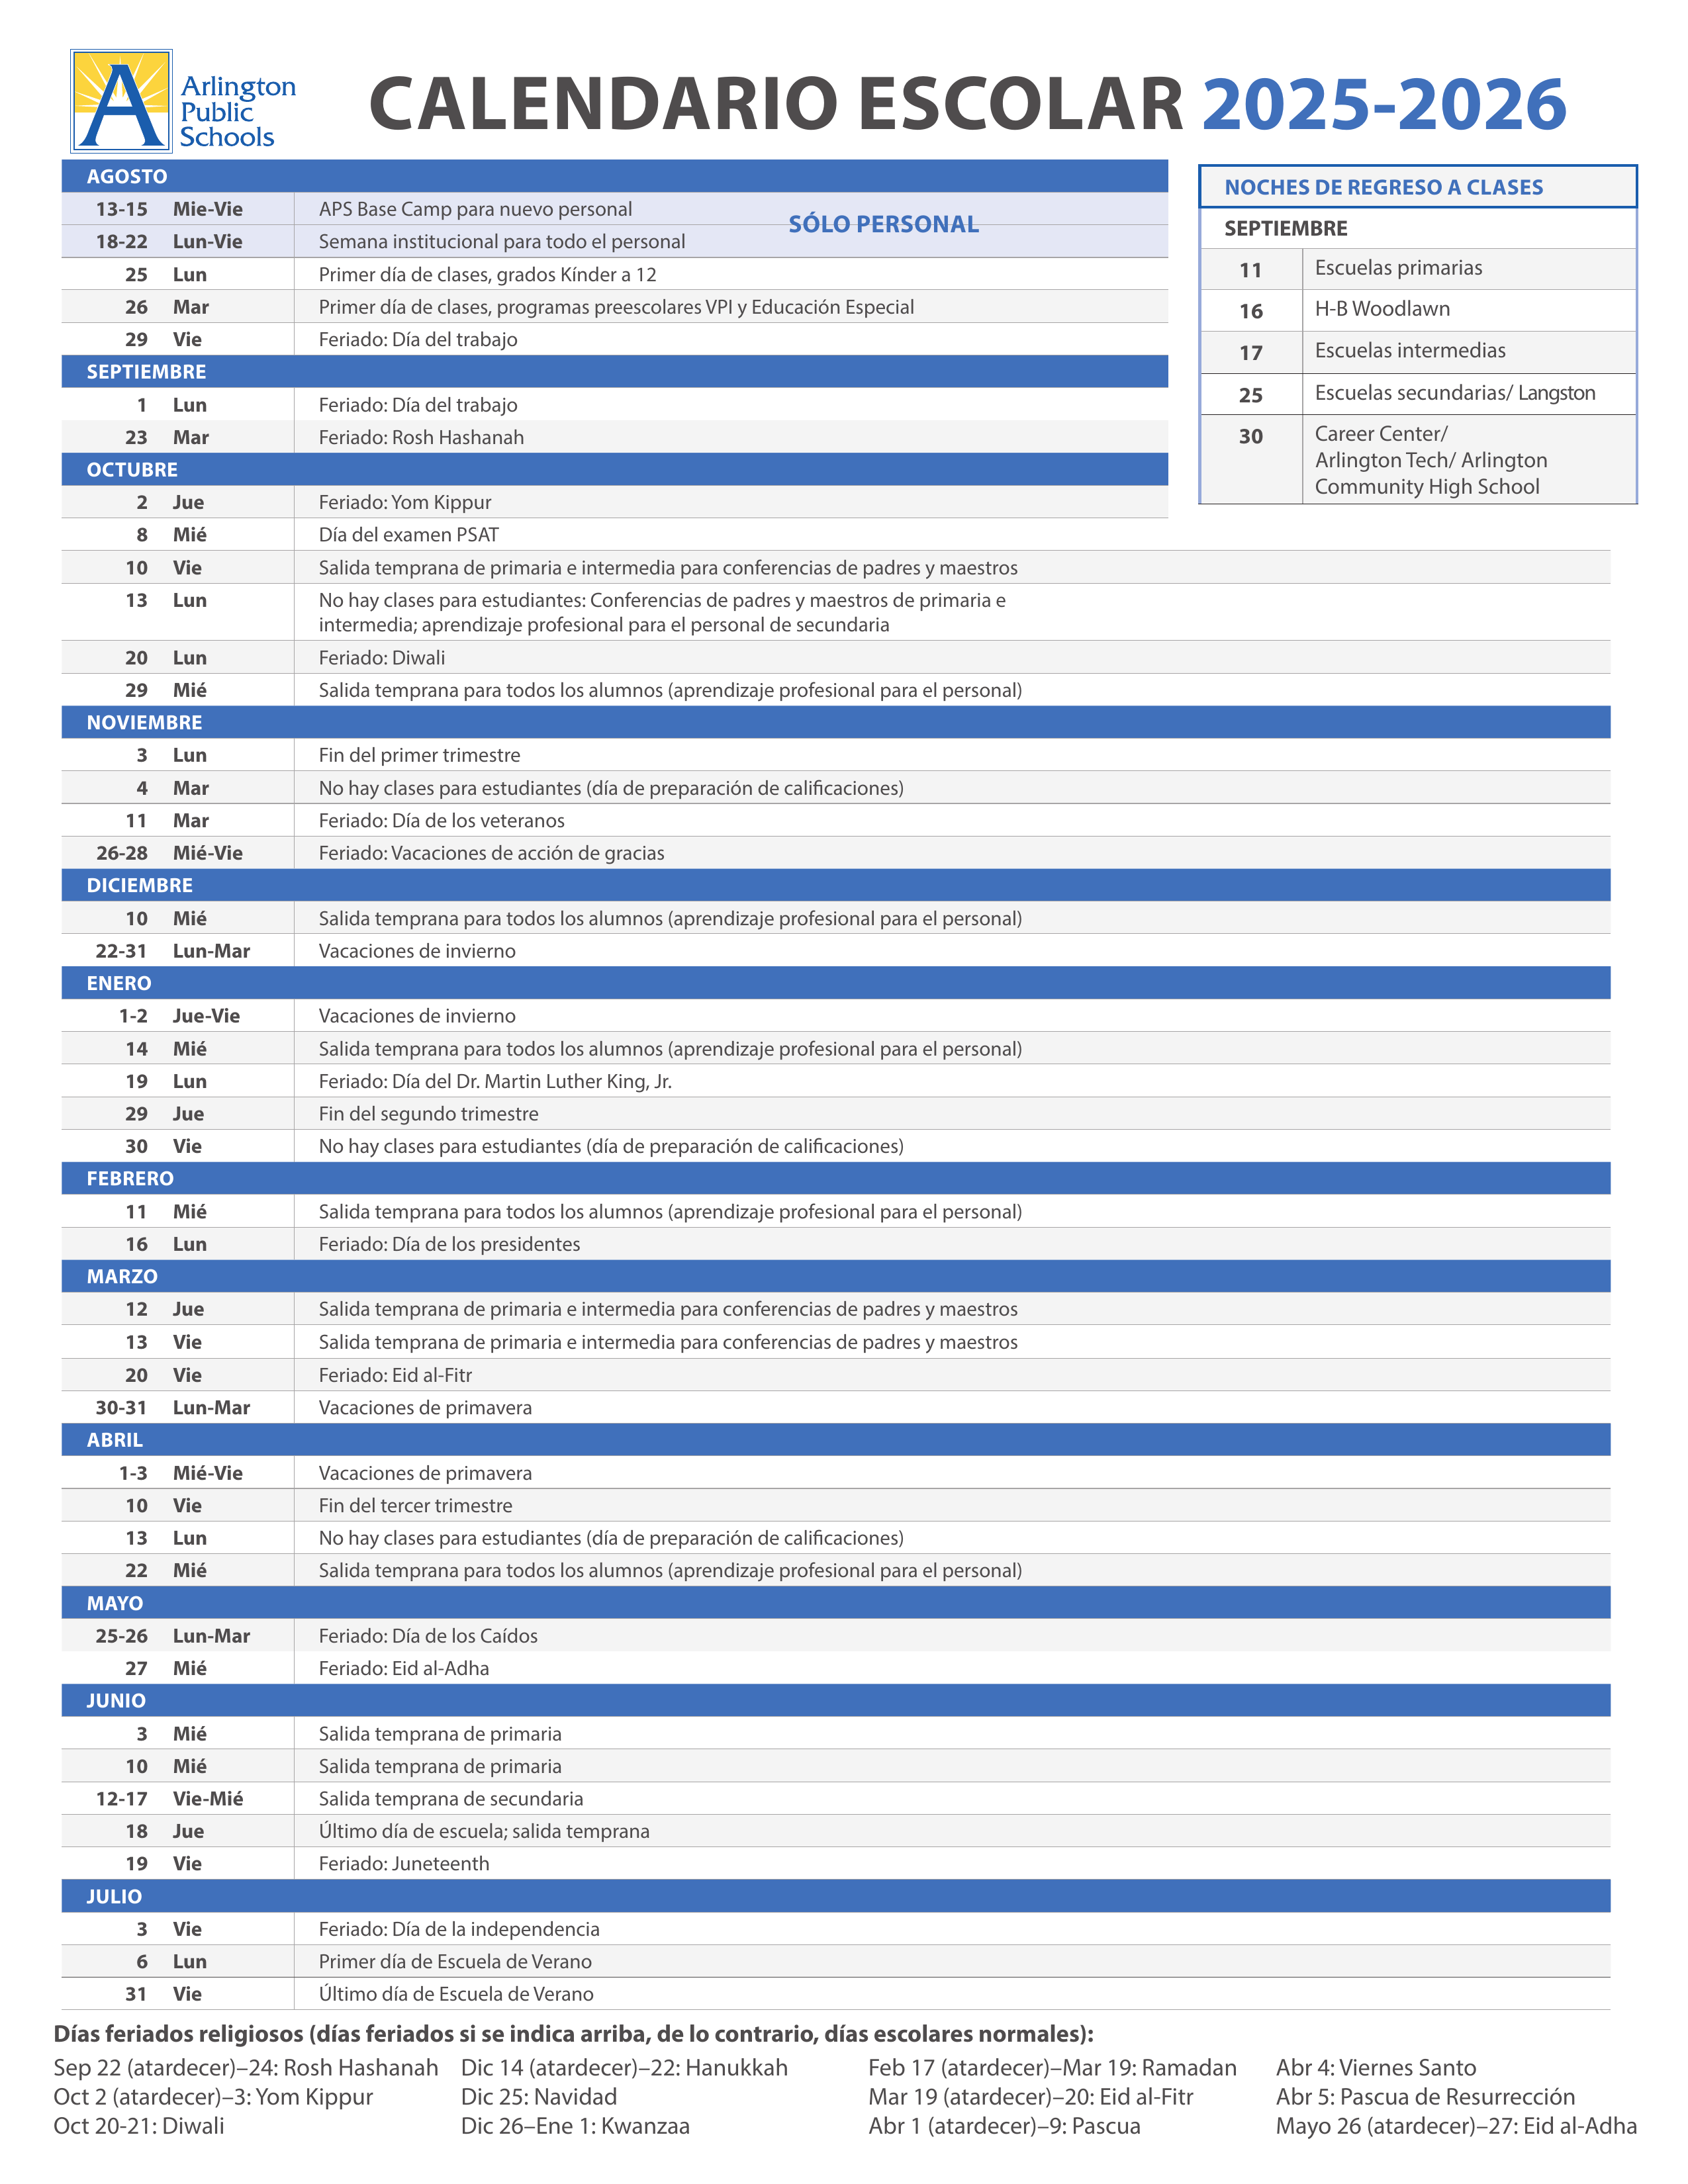 Arlington
Public
Schools
CALENDARIO ESCOLAR 2025-2026
AGOSTO
13-15 Mie-Vie APS Base Camp para nuevo personal
SÓLO PERSONAL
18-22 Lun-Vie Semana institucional para todo el personal
25 Lun Primer día de clases, grados Kínder a 12
26 Mar Primer día de clases, programas preescolares VPI y Educación Especial
29 Vie Feriado: Día del trabajo
SEPTIEMBRE
1 Lun Feriado: Día del trabajo
23 Mar Feriado: Rosh Hashanah
OCTUBRE
2 Jue Feriado: Yom Kippur
8 Mié Día del examen PSAT
10 Vie Salida temprana de primaria e intermedia para conferencias de padres y maestros
13 Lun No hay clases para estudiantes: Conferencias de padres y maestros de primaria e
intermedia; aprendizaje profesional para el personal de secundaria
20 Lun Feriado: Diwali
29 Mié Salida temprana para todos los alumnos (aprendizaje profesional para el personal)
NOVIEMBRE
3 Lun Fin del primer trimestre
4 Mar No hay clases para estudiantes (día de preparación de calificaciones)
11 Mar Feriado: Día de los veteranos
26-28 Mié-Vie Feriado: Vacaciones de acción de gracias
DICIEMBRE
10 Mié Salida temprana para todos los alumnos (aprendizaje profesional para el personal)
22-31 Lun-Mar Vacaciones de invierno
ENERO
1-2 Jue-Vie Vacaciones de invierno
14 Mié Salida temprana para todos los alumnos (aprendizaje profesional para el personal)
19 Lun Feriado: Día del Dr. Martin Luther King, Jr.
29 Jue Fin del segundo trimestre
30 Vie No hay clases para estudiantes (día de preparación de calificaciones)
FEBRERO
11 Mié Salida temprana para todos los alumnos (aprendizaje profesional para el personal)
16 Lun Feriado: Día de los presidentes
MARZO
12 Jue Salida temprana de primaria e intermedia para conferencias de padres y maestros
13 Vie Salida temprana de primaria e intermedia para conferencias de padres y maestros
20 Vie Feriado: Eid al-Fitr
30-31 Lun-Mar Vacaciones de primavera
ABRIL
1-3 Mié-Vie Vacaciones de primavera
10 Vie Fin del tercer trimestre
13 Lun No hay clases para estudiantes (día de preparación de calificaciones)
22 Mié Salida temprana para todos los alumnos (aprendizaje profesional para el personal)
MAYO
25-26 Lun-Mar Feriado: Día de los Caídos
27 Mié Feriado: Eid al-Adha
JUNIO
3 Mié Salida temprana de primaria
10 Mié Salida temprana de primaria
12-17 Vie-Mié Salida temprana de secundaria
18 Jue Último día de escuela; salida temprana
19 Vie Feriado: Juneteenth
JULIO
3 Vie Feriado: Día de la independencia
6 Lun Primer día de Escuela de Verano
31 Vie Último día de Escuela de Verano
NOCHES DE REGRESO A CLASES
SEPTIEMBRE
11 Escuelas primarias
16 H-B Woodlawn
17 Escuelas intermedias
25 Escuelas secundarias/ Langston
30 Career Center/
Arlington Tech/ Arlington
Community High School
Días feriados religiosos (días feriados si se indica arriba, de lo contrario, días escolares normales):
Sep 22 (atardecer)–24: Rosh Hashanah
Oct 2 (atardecer)–3: Yom Kippur
Oct 20-21: Diwali
Dic 14 (atardecer)–22: Hanukkah
Dic 25: Navidad
Dic 26–Ene 1: Kwanzaa
Feb 17 (atardecer)–Mar 19: Ramadan
Mar 19 (atardecer)–20: Eid al-Fitr
Abr 1 (atardecer)–9: Pascua
Abr 4: Viernes Santo
Abr 5: Pascua de Resurrección
Mayo 26 (atardecer)–27: Eid al-Adha